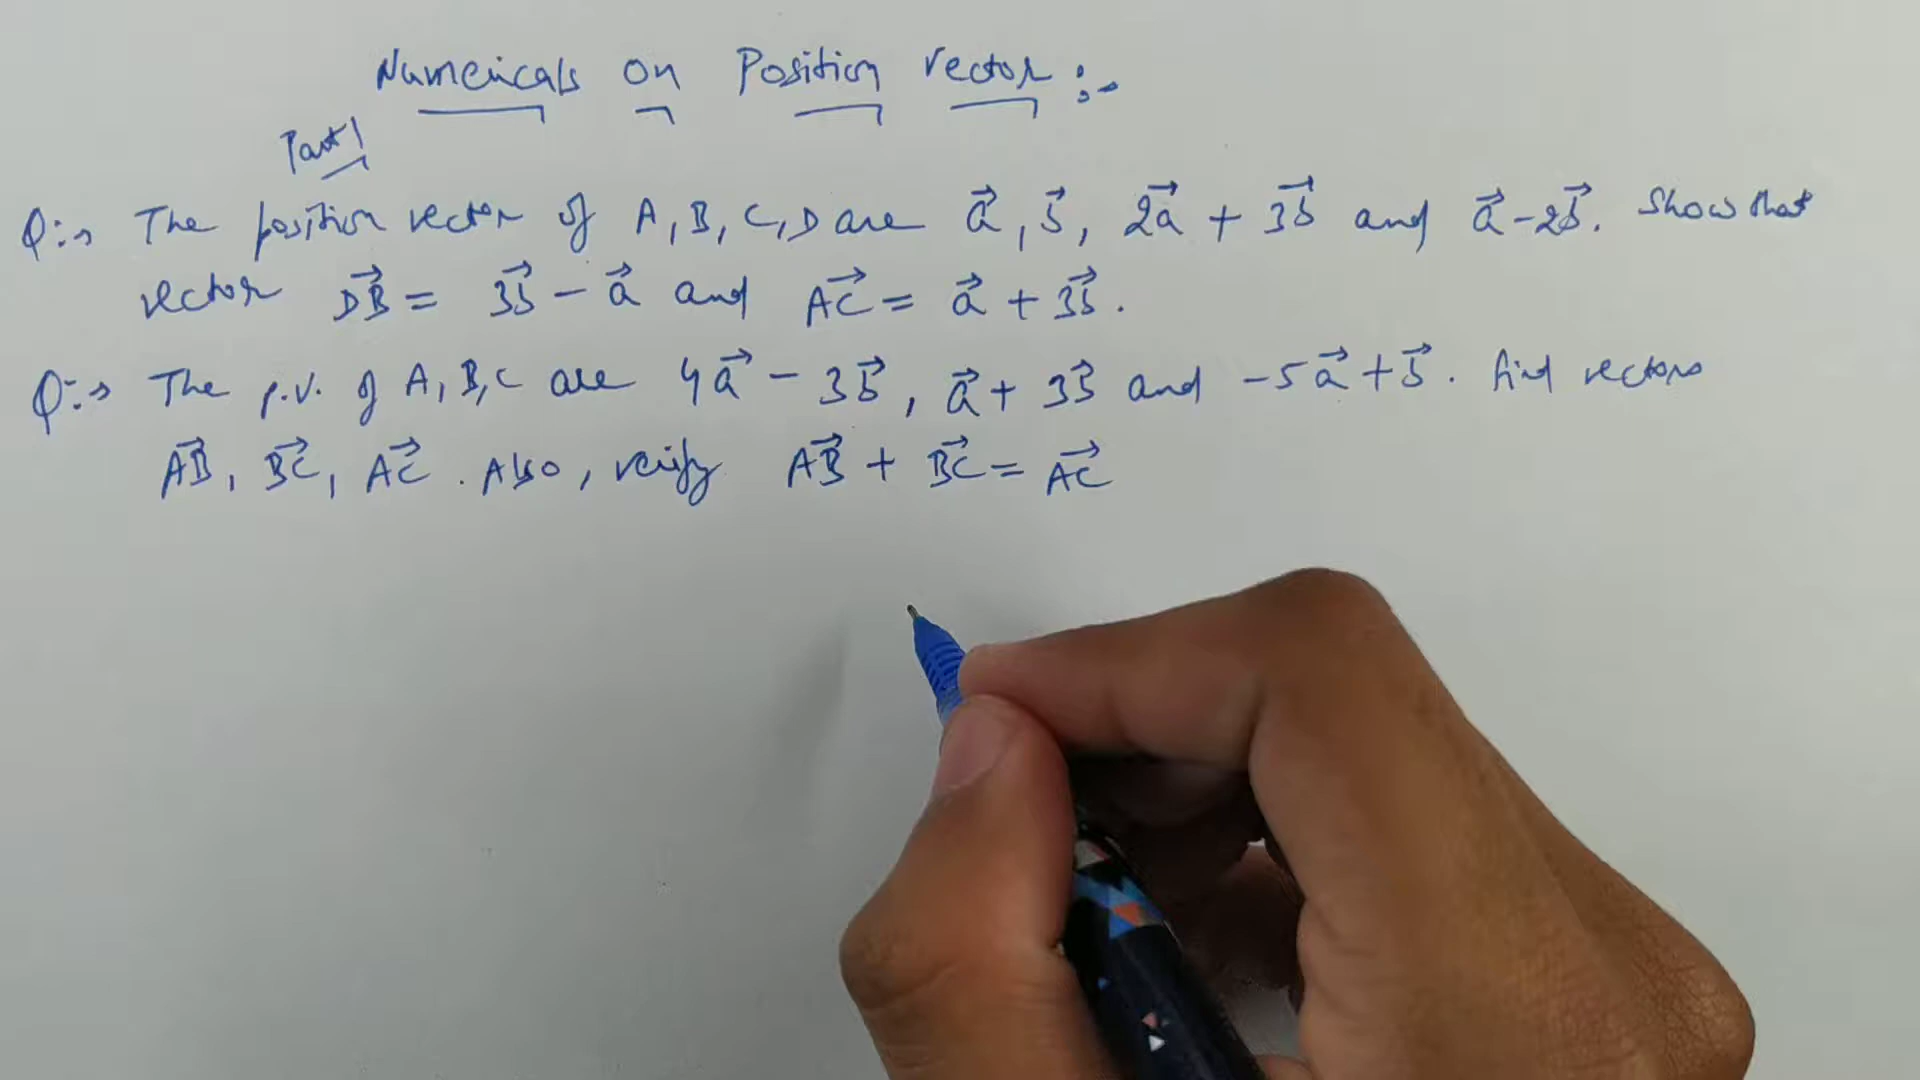 Numericals on Position Vector :-
Part 1
Q:→ The position vector of A, B, C, D are a⃗, b⃗, 2a⃗ + 3b⃗ and a⃗ - 2b⃗. Show that
vector DB⃗ = 3b⃗ - a⃗ and AC⃗ = a⃗ + 3b⃗.
Q:→ The p.v. of A, B, C are 4a⃗ - 3b⃗, a⃗ + 3b⃗ and -5a⃗ + b⃗. find vectors
AB⃗, BC⃗, AC⃗. Also, verify AB⃗ + BC⃗ = AC⃗